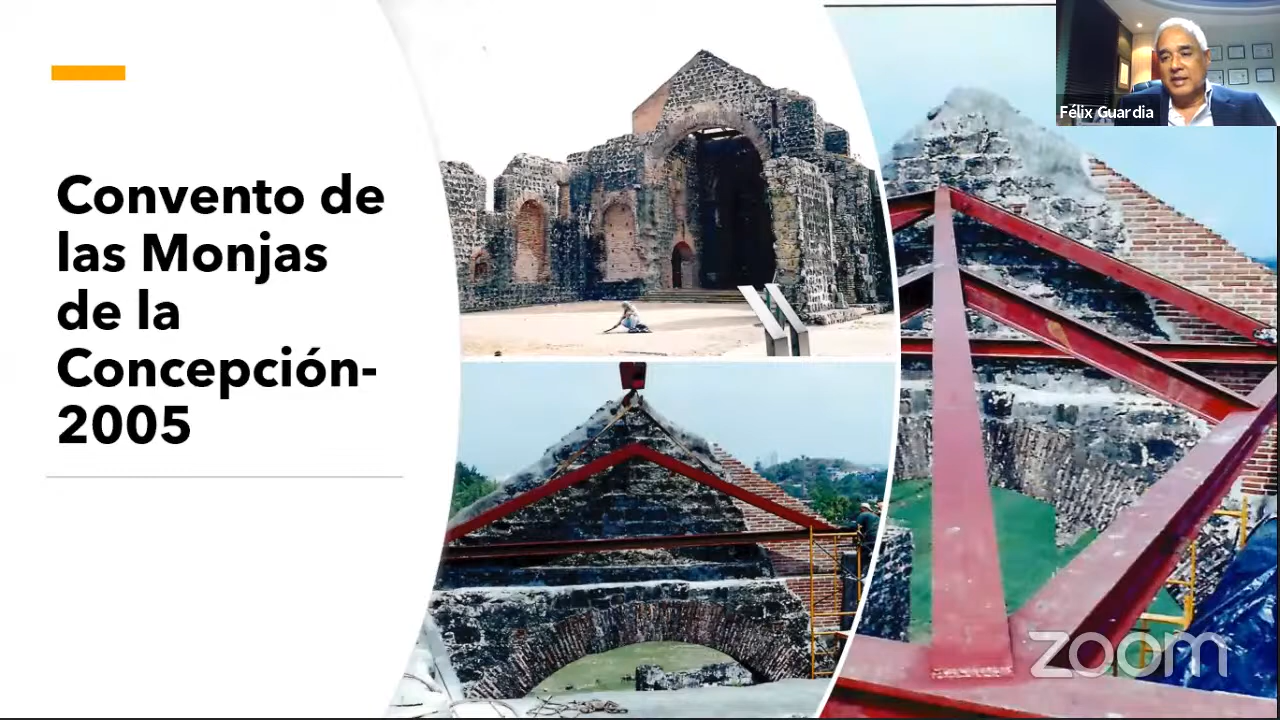 Convento de
las Monjas
de la
Concepción-
2005
Félix Guardia
zoom